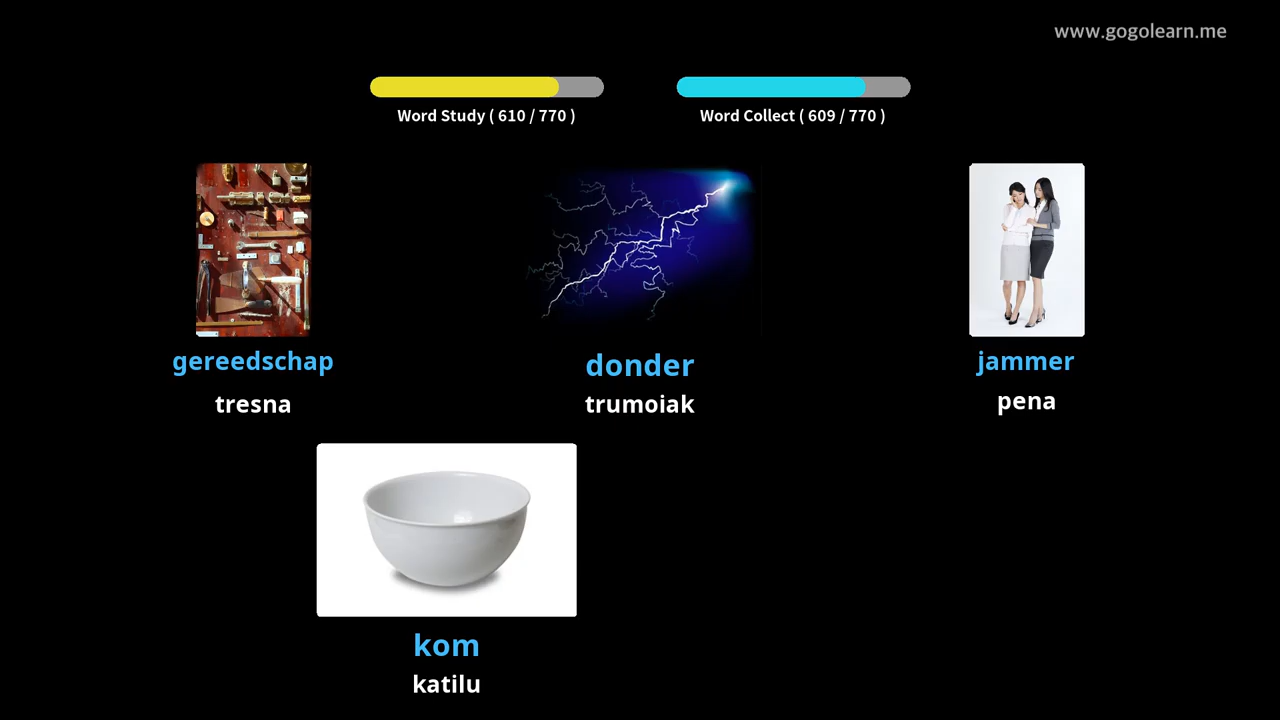 www.gogolearn.me
Word Study ( 610 / 770 )
Word Collect ( 609 / 770 )
gereedschap
donder
jammer
tresna
trumoiak
pena
kom
katilu